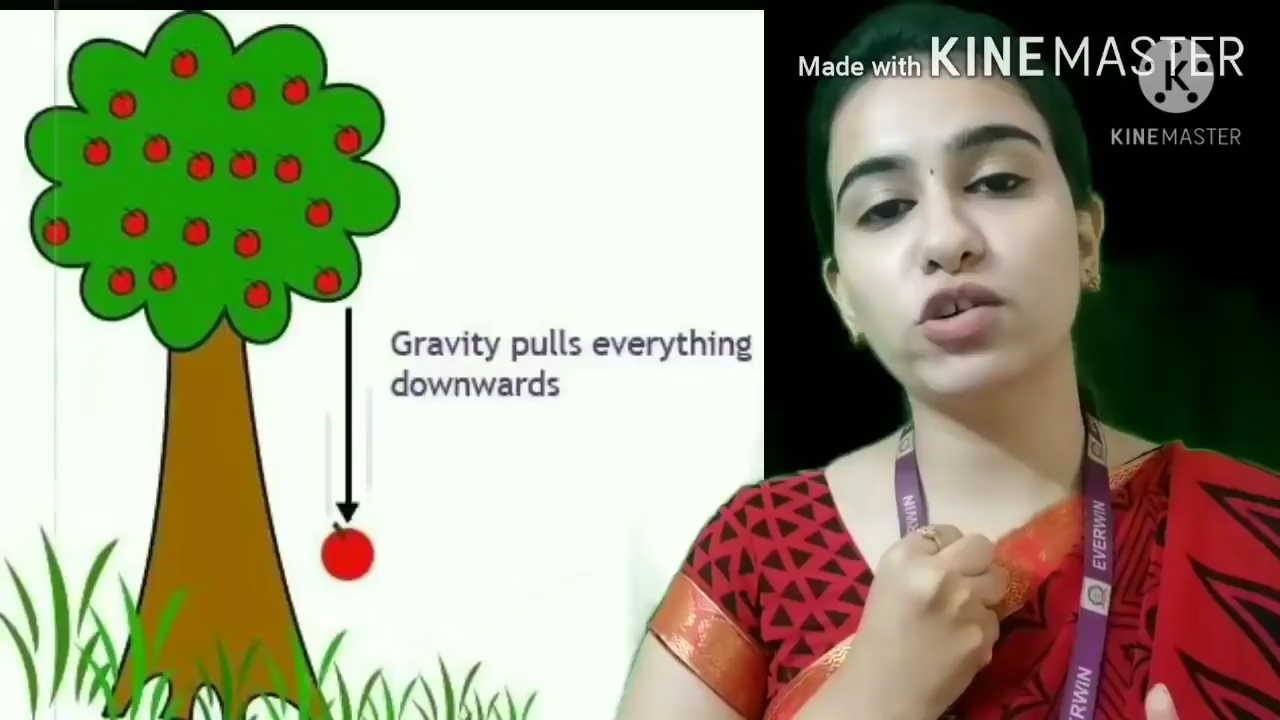 Made with KINEMASTER
K
KINEMASTER
Gravity pulls everything
downwards
EVERWIN